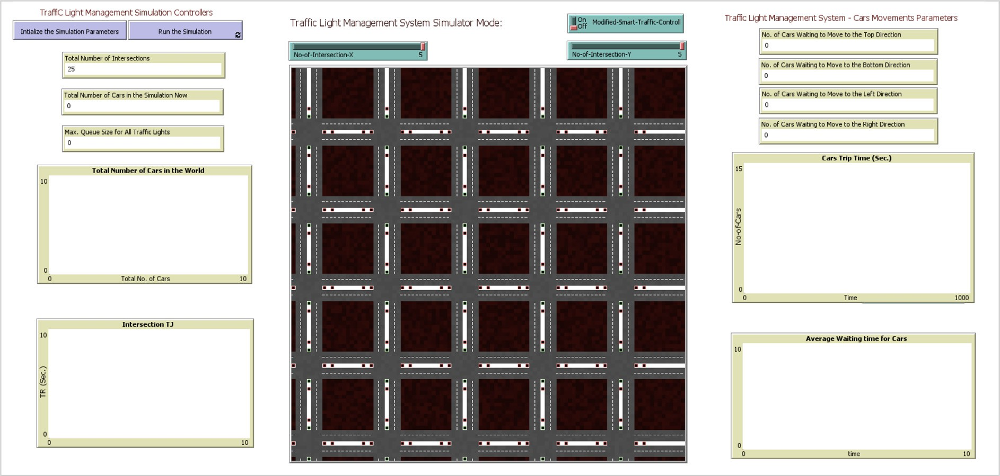 TraffiC Light Management Simulation Controllers
Intialize the Simulation Parameters
Run the Simulation
Total Number of Intersections
25
Total Number of Cars in the Simulation Now
0
Max. Queue Size for All Traffic Lights
0
Total Number of Cars in the World
10
0
0
Total No. of Cars
10
Intersection TJ
10
TR (Sec.)
0
0
10
Traffic Light Management System Simulator Mode:
On
Off
Modified-Smart-Traffic-Controll
No-of-Intersection-X
5
No-of-Intersection-Y
5
Traffic Light Management System - Cars Movements Parameters
No. of Cars Waiting to Move to the Top Direction
0
No. of Cars Waiting to Move to the Bottom Direction
0
No. of Cars Waiting to Move to the Left Direction
0
No. of Cars Waiting to Move to the Right Direction
0
Cars Trip Time (Sec.)
15
No-of-Cars
0
0
Time
1000
Average Waiting time for Cars
10
0
0
time
10